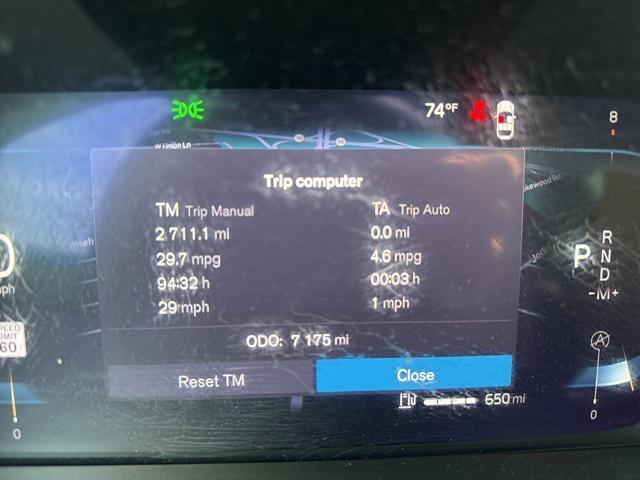 74°F
8
W Union Ln
Trip computer
TM Trip Manual
TA Trip Auto
2 711.1 mi
0.0 mi
29.7 mpg
4.6 mpg
94:32 h
00:03 h
29 mph
1 mph
ODO: 7 175 mi
Reset TM
Close
R
P N
D
-M+
0
mph
SPEED
LIMIT
60
0
650 mi
0